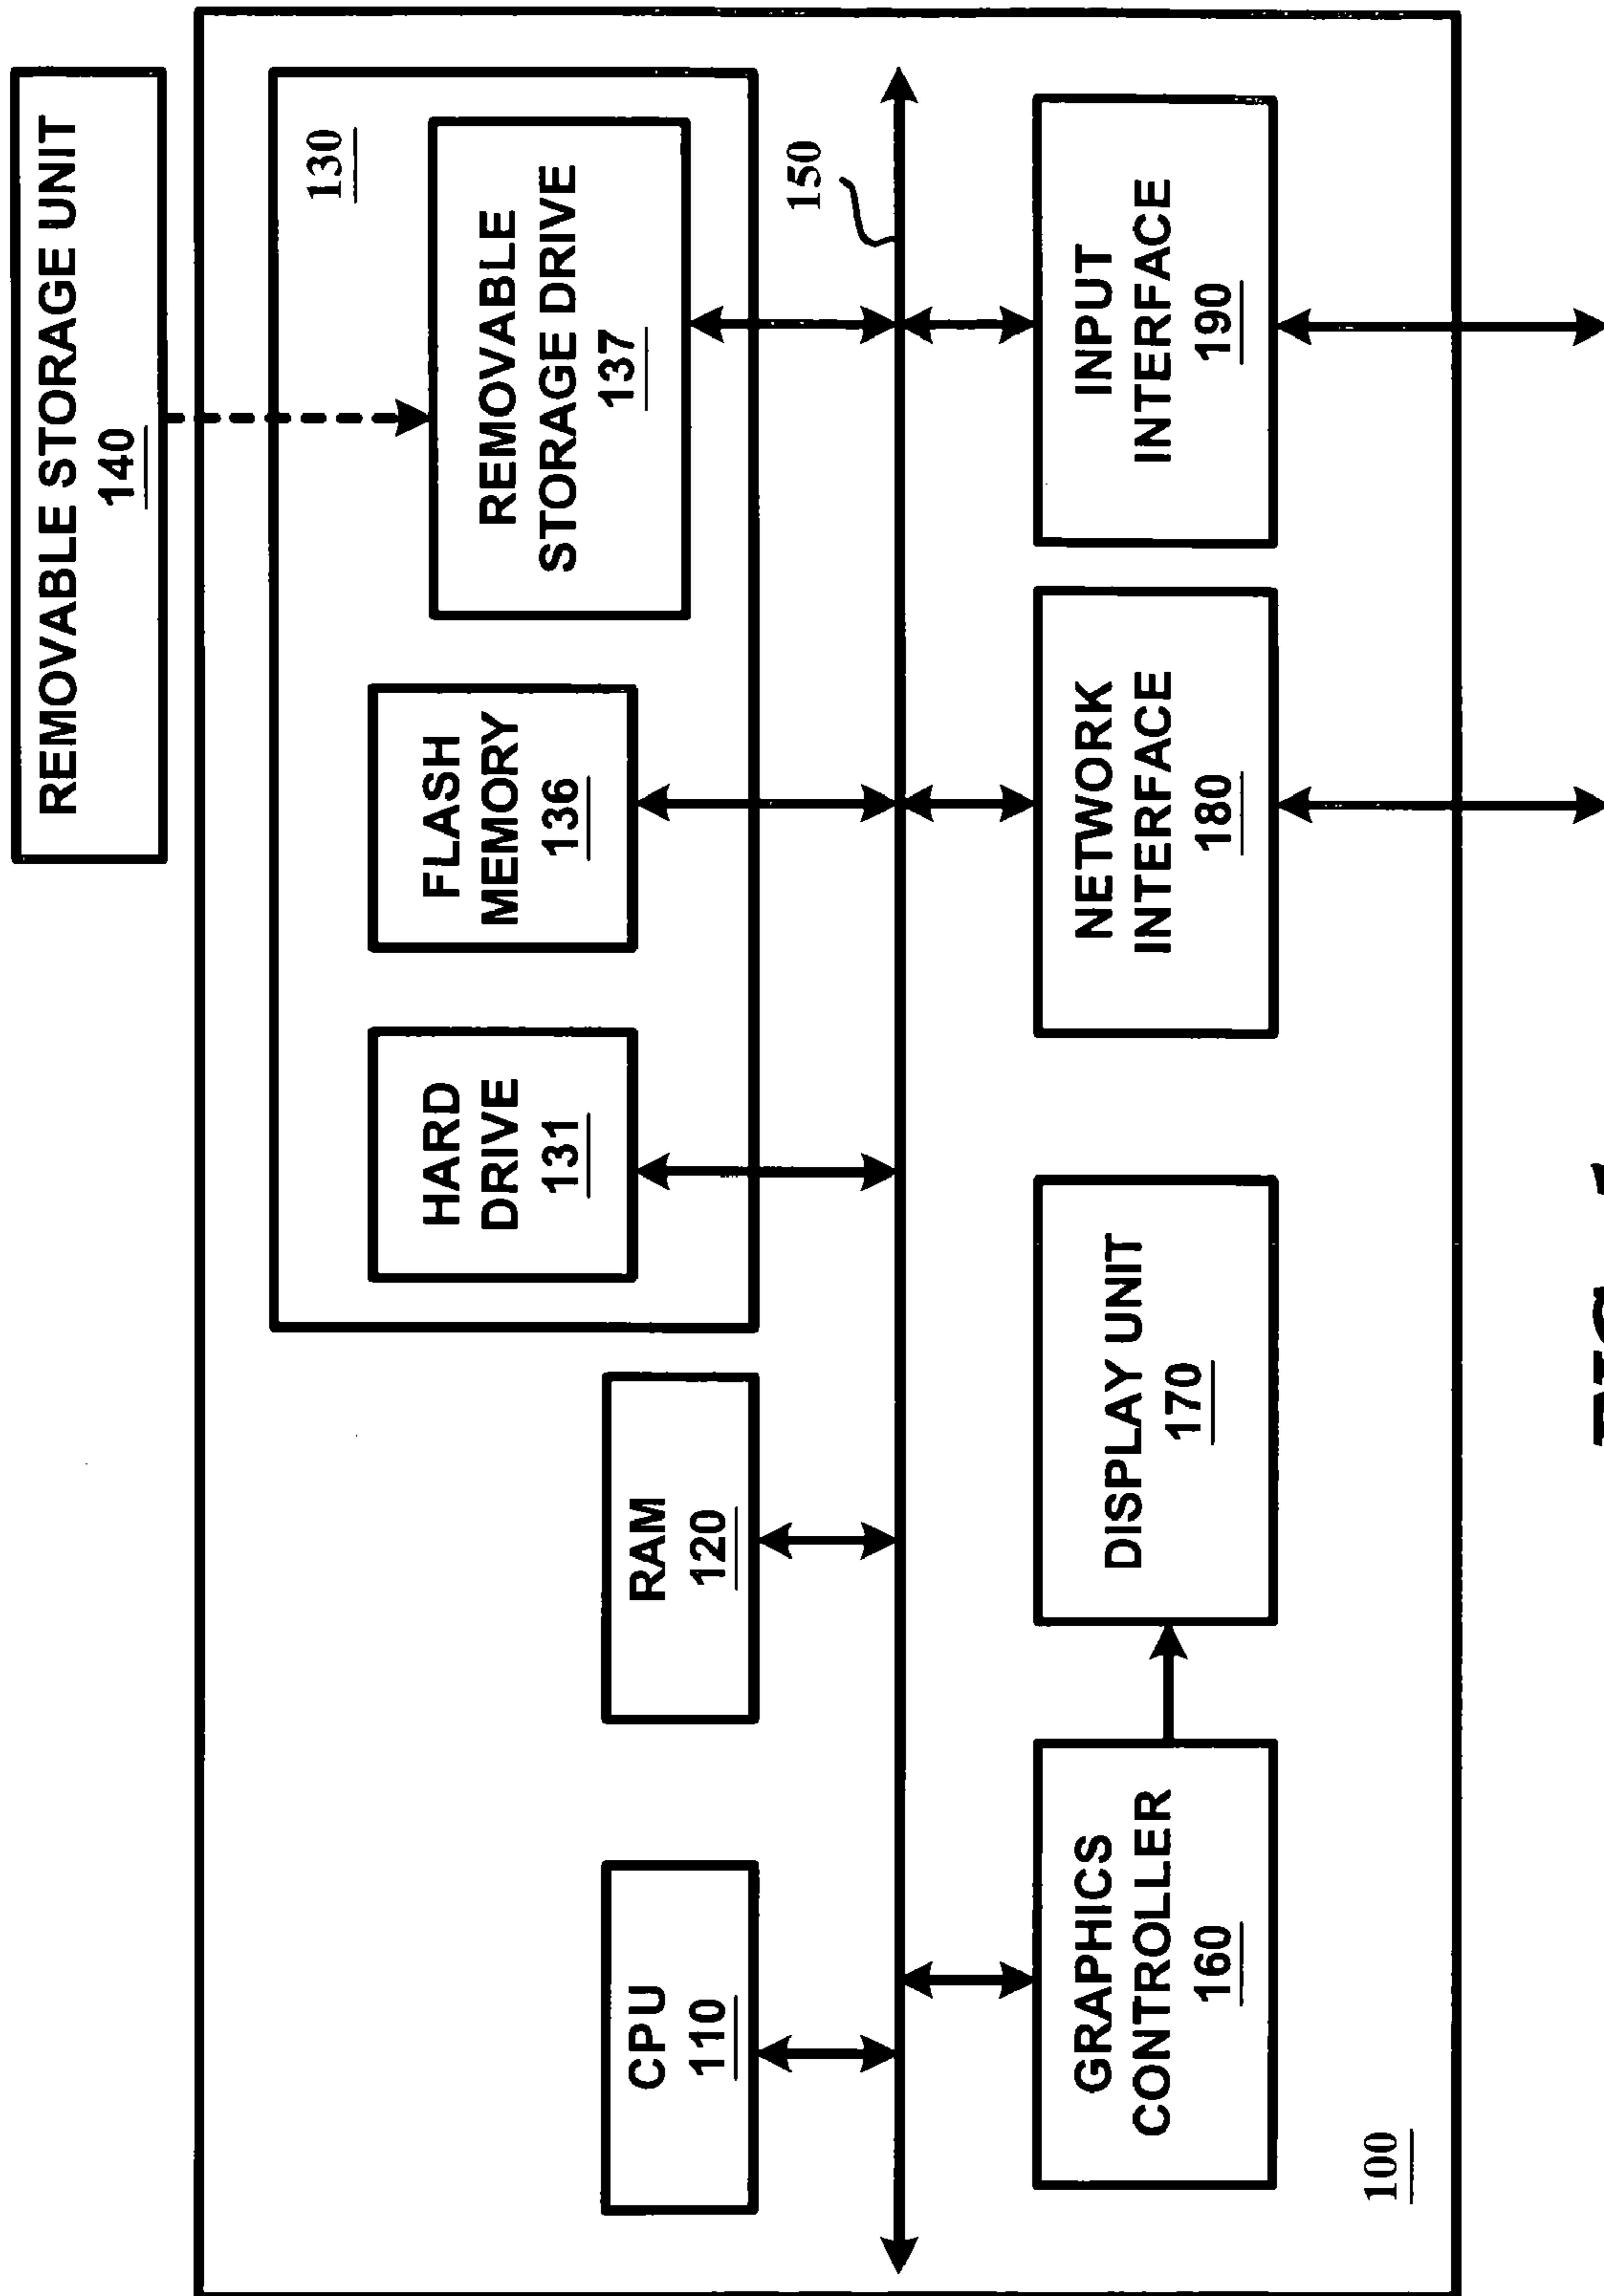 REMOVABLE STORAGE UNIT
140
130
REMOVABLE
STORAGE DRIVE
137
FLASH
MEMORY
136
HARD
DRIVE
131
RAM
120
CPU
110
150
GRAPHICS
CONTROLLER
160
DISPLAY UNIT
170
NETWORK
INTERFACE
180
INPUT
INTERFACE
190
100